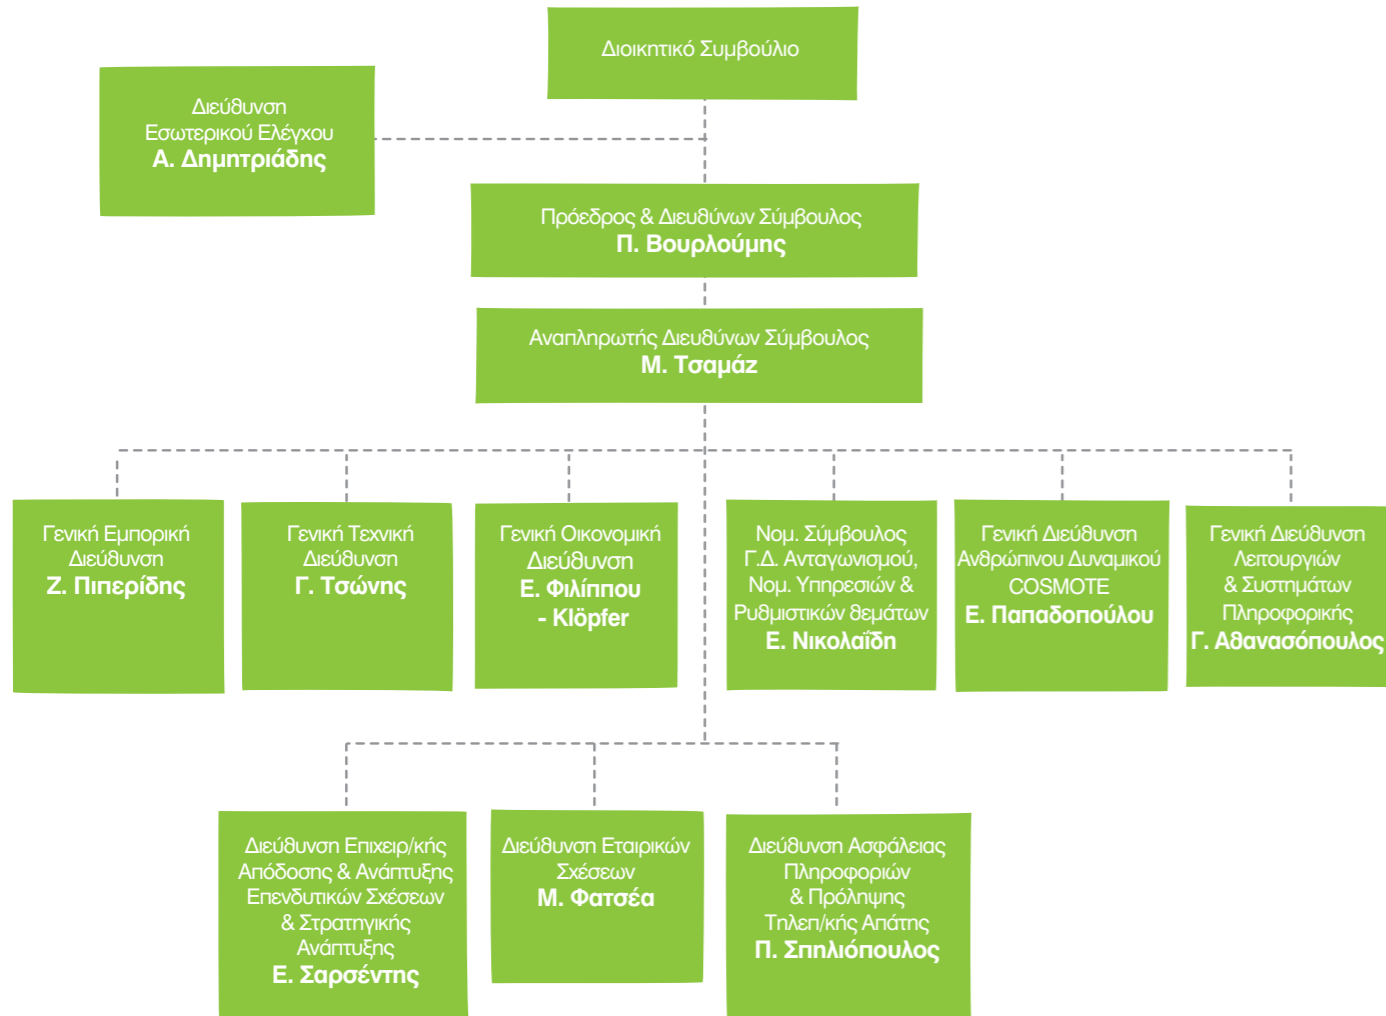 Διοικητικό Συμβούλιο
Διεύθυνση
Εσωτερικού Ελέγχου
Α. Δημητριάδης
Πρόεδρος & Διευθύνων Σύμβουλος
Π. Βουρλούμης
Αναπληρωτής Διευθύνων Σύμβουλος
Μ. Τσαμάz
Γενική Εμπορική
Διεύθυνση
Ζ. Πιπερίδης
Γενική Τεχνική
Διεύθυνση
Γ. Τσώνης
Γενική Οικονομική
Διεύθυνση
Ε. Φιλίππου
- Klöpfer
Νομ. Σύμβουλος
Γ.Δ. Ανταγωνισμού,
Νομ. Υπηρεσιών &
Ρυθμιστικών θεμάτων
Ε. Νικολαΐδη
Γενική Διεύθυνση
Ανθρώπινου Δυναμικού
COSMOTE
Ε. Παπαδοπούλου
Γενική Διεύθυνση
Λειτουργιών
& Συστημάτων
Πληροφορικής
Γ. Αθανασόπουλος
Διεύθυνση Επιχειρ/κής
Απόδοσης & Ανάπτυξης
Επενδυτικών Σχέσεων
& Στρατηγικής
Ανάπτυξης
Ε. Σαρσέντης
Διεύθυνση Εταιρικών
Σχέσεων
Μ. Φατσέα
Διεύθυνση Ασφάλειας
Πληροφοριών
& Πρόληψης
Τηλεπ/κής Απάτης
Π. Σπηλιόπουλος